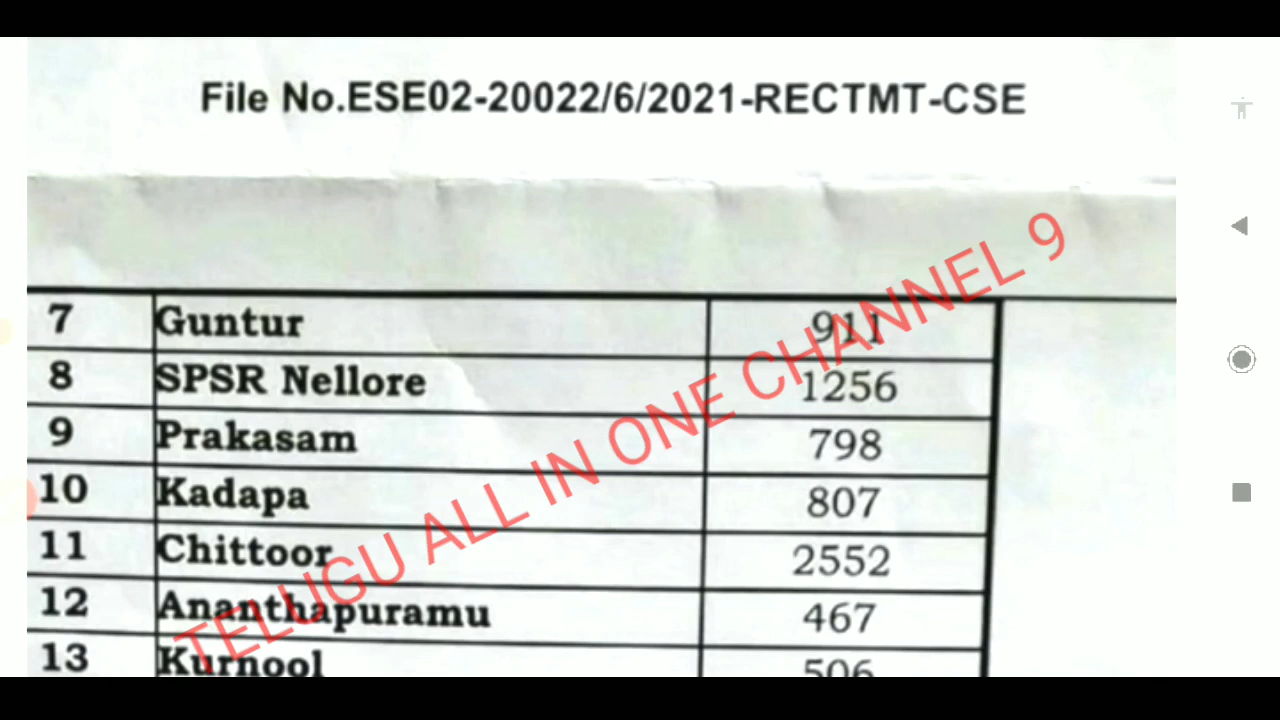 File No.ESE02-20022/6/2021-RECTMT-CSE
7 Guntur 911
8 SPSR Nellore 1256
9 Prakasam 798
10 Kadapa 807
11 Chittoor 2552
12 Ananthapuramu 467
13 Kurnool 506
TELUGU ALL IN ONE CHANNEL 9